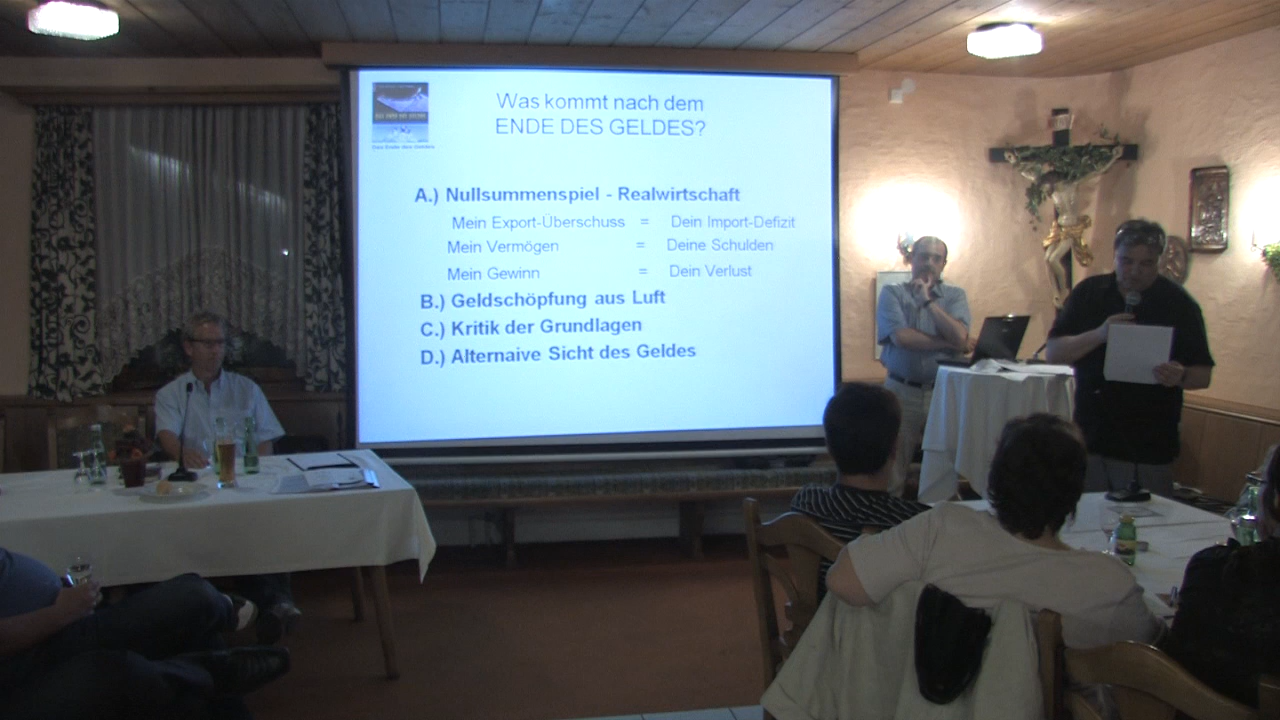 Was kommt nach dem
ENDE DES GELDES?
A.) Nullsummenspiel - Realwirtschaft
Mein Export-Überschuss = Dein Import-Defizit
Mein Vermögen = Deine Schulden
Mein Gewinn = Dein Verlust
B.) Geldschöpfung aus Luft
C.) Kritik der Grundlagen
D.) Alternaive Sicht des Geldes